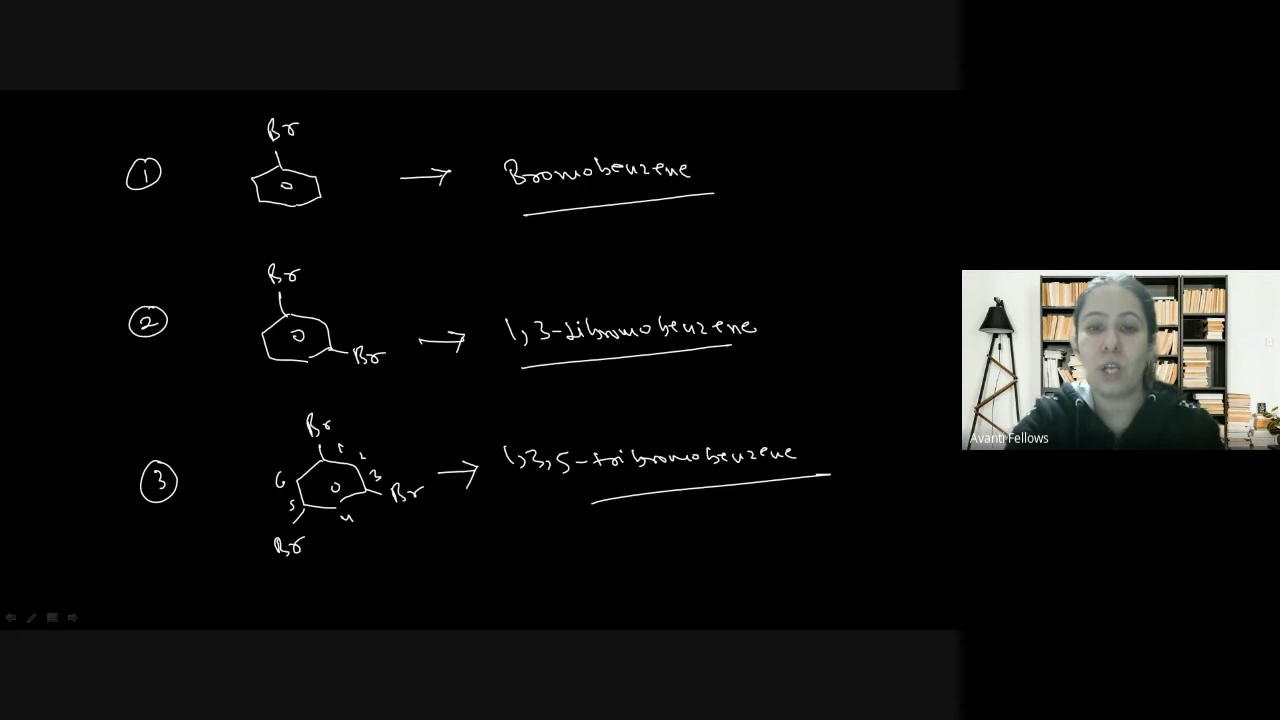 Br
1 → Bromobenzene
Br
2 → 1,3-dibromobenzene
Br
Br
1 2
6 3 → 1,3,5-tribromobenzene
Br
5
4
Br
Avanti Fellows